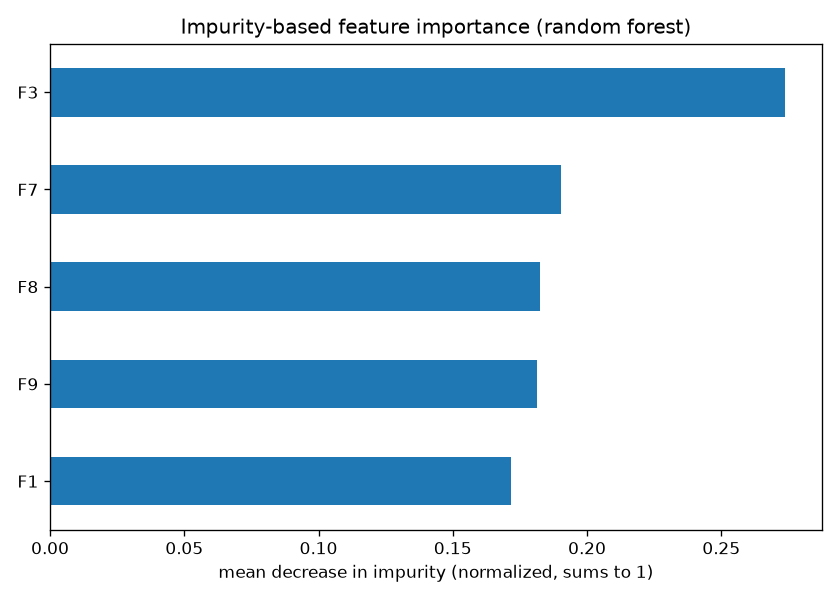 Impurity-based feature importance (random forest)
F3
F7
F8
F9
F1
0.00 0.05 0.10 0.15 0.20 0.25
mean decrease in impurity (normalized, sums to 1)